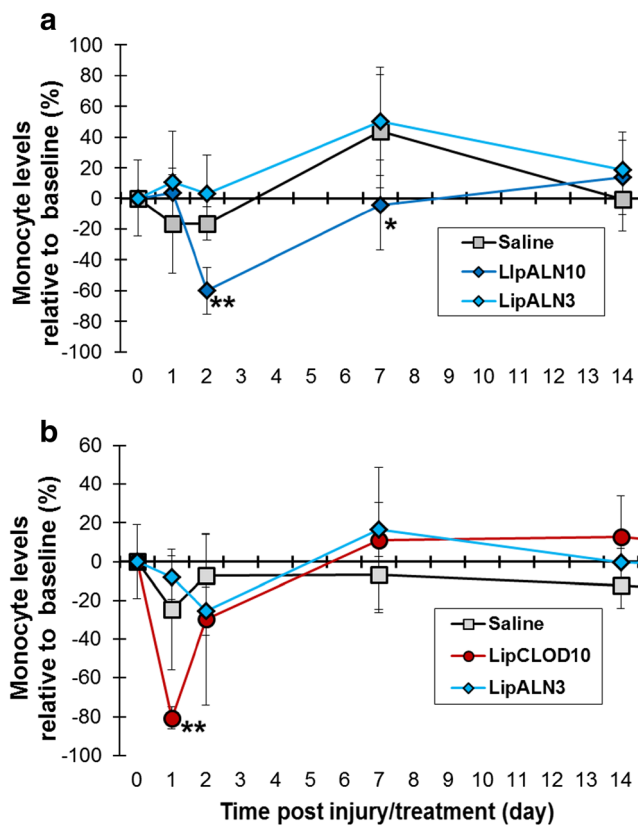 a
Monocyte levels
relative to baseline (%)
100
80
60
40
20
0
-20
-40
-60
-80
-100
**
*
Saline
LIpALN10
LipALN3
0 1 2 3 4 5 6 7 8 9 10 11 12 13 14
b
Monocyte levels
relative to baseline (%)
60
40
20
0
-20
-40
-60
-80
-100
**
Saline
LipCLOD10
LipALN3
0 1 2 3 4 5 6 7 8 9 10 11 12 13 14
Time post injury/treatment (day)